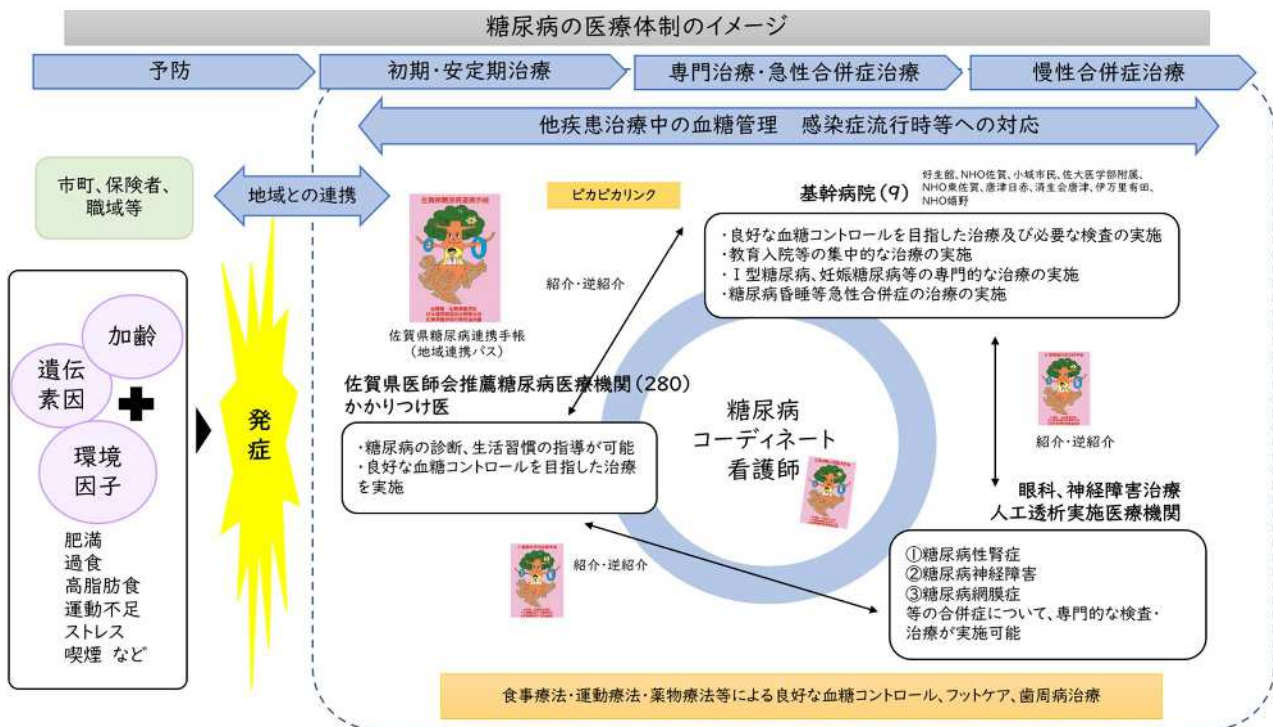 糖尿病の医療体制のイメージ
予防
初期・安定期治療
専門治療・急性合併症治療
慢性合併症治療
他疾患治療中の血糖管理　感染症流行時等への対応
市町、保険者、
職域等
地域との連携
ピカピカリンク
基幹病院(9)
好生館、NHO佐賀、小城市民、佐大医学部附属、
NHO東佐賀、唐津日赤、済生会唐津、伊万里有田、
NHO嬉野
・良好な血糖コントロールを目指した治療及び必要な検査の実施
・教育入院等の集中的な治療の実施
・Ⅰ型糖尿病、妊娠糖尿病等の専門的な治療の実施
・糖尿病昏睡等急性合併症の治療の実施
加齢
遺伝
素因
環境
因子
肥満
過食
高脂肪食
運動不足
ストレス
喫煙 など
発症
佐賀県糖尿病連携手帳
(地域連携パス)
紹介・逆紹介
佐賀県医師会推薦糖尿病医療機関(280)
かかりつけ医
・糖尿病の診断、生活習慣の指導が可能
・良好な血糖コントロールを目指した治療
を実施
糖尿病
コーディネート
看護師
紹介・逆紹介
眼科、神経障害治療
人工透析実施医療機関
①糖尿病性腎症
②糖尿病神経障害
③糖尿病網膜症
等の合併症について、専門的な検査・
治療が実施可能
紹介・逆紹介
食事療法・運動療法・薬物療法等による良好な血糖コントロール、フットケア、歯周病治療